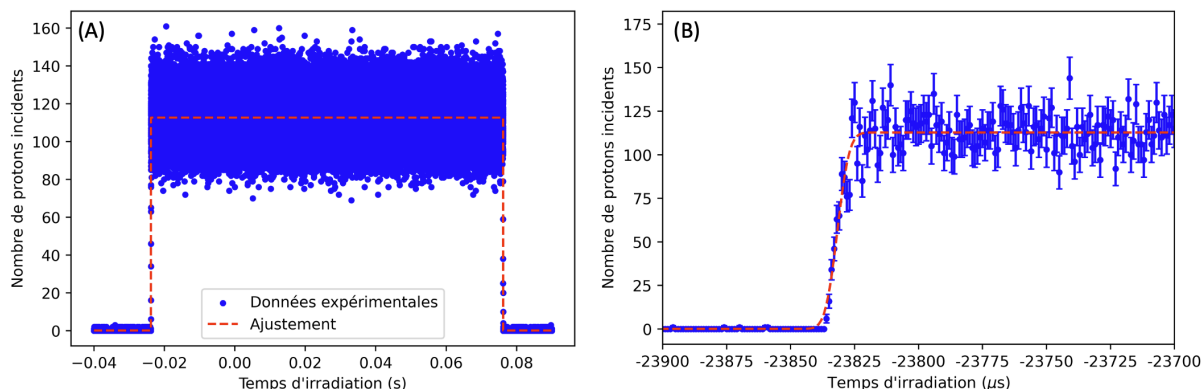 (A)
Nombre de protons incidents
160
140
120
100
80
60
40
20
0
Données expérimentales
Ajustement
−0.04 −0.02 0.00 0.02 0.04 0.06 0.08
Temps d'irradiation (s)
(B)
Nombre de protons incidents
175
150
125
100
75
50
25
0
-23900 -23875 -23850 -23825 -23800 -23775 -23750 -23725 -23700
Temps d'irradiation (μs)